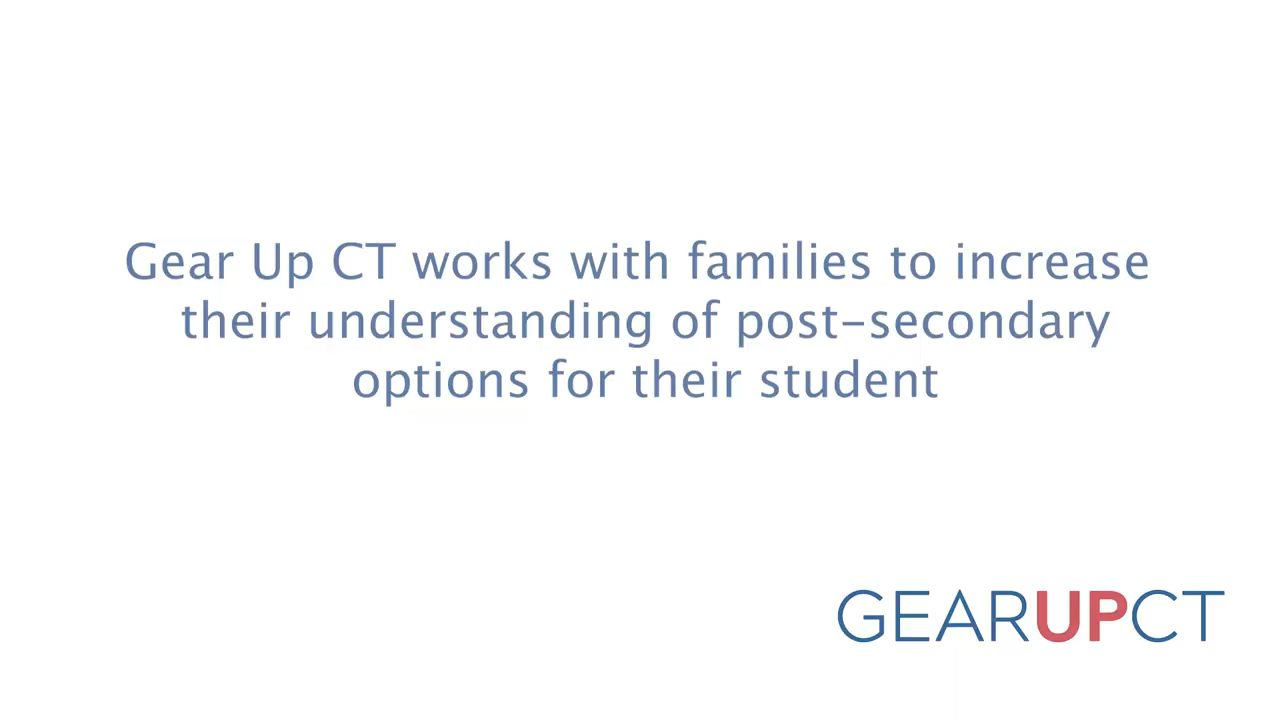 Gear Up CT works with families to increase
their understanding of post-secondary
options for their student
GEARUPCT